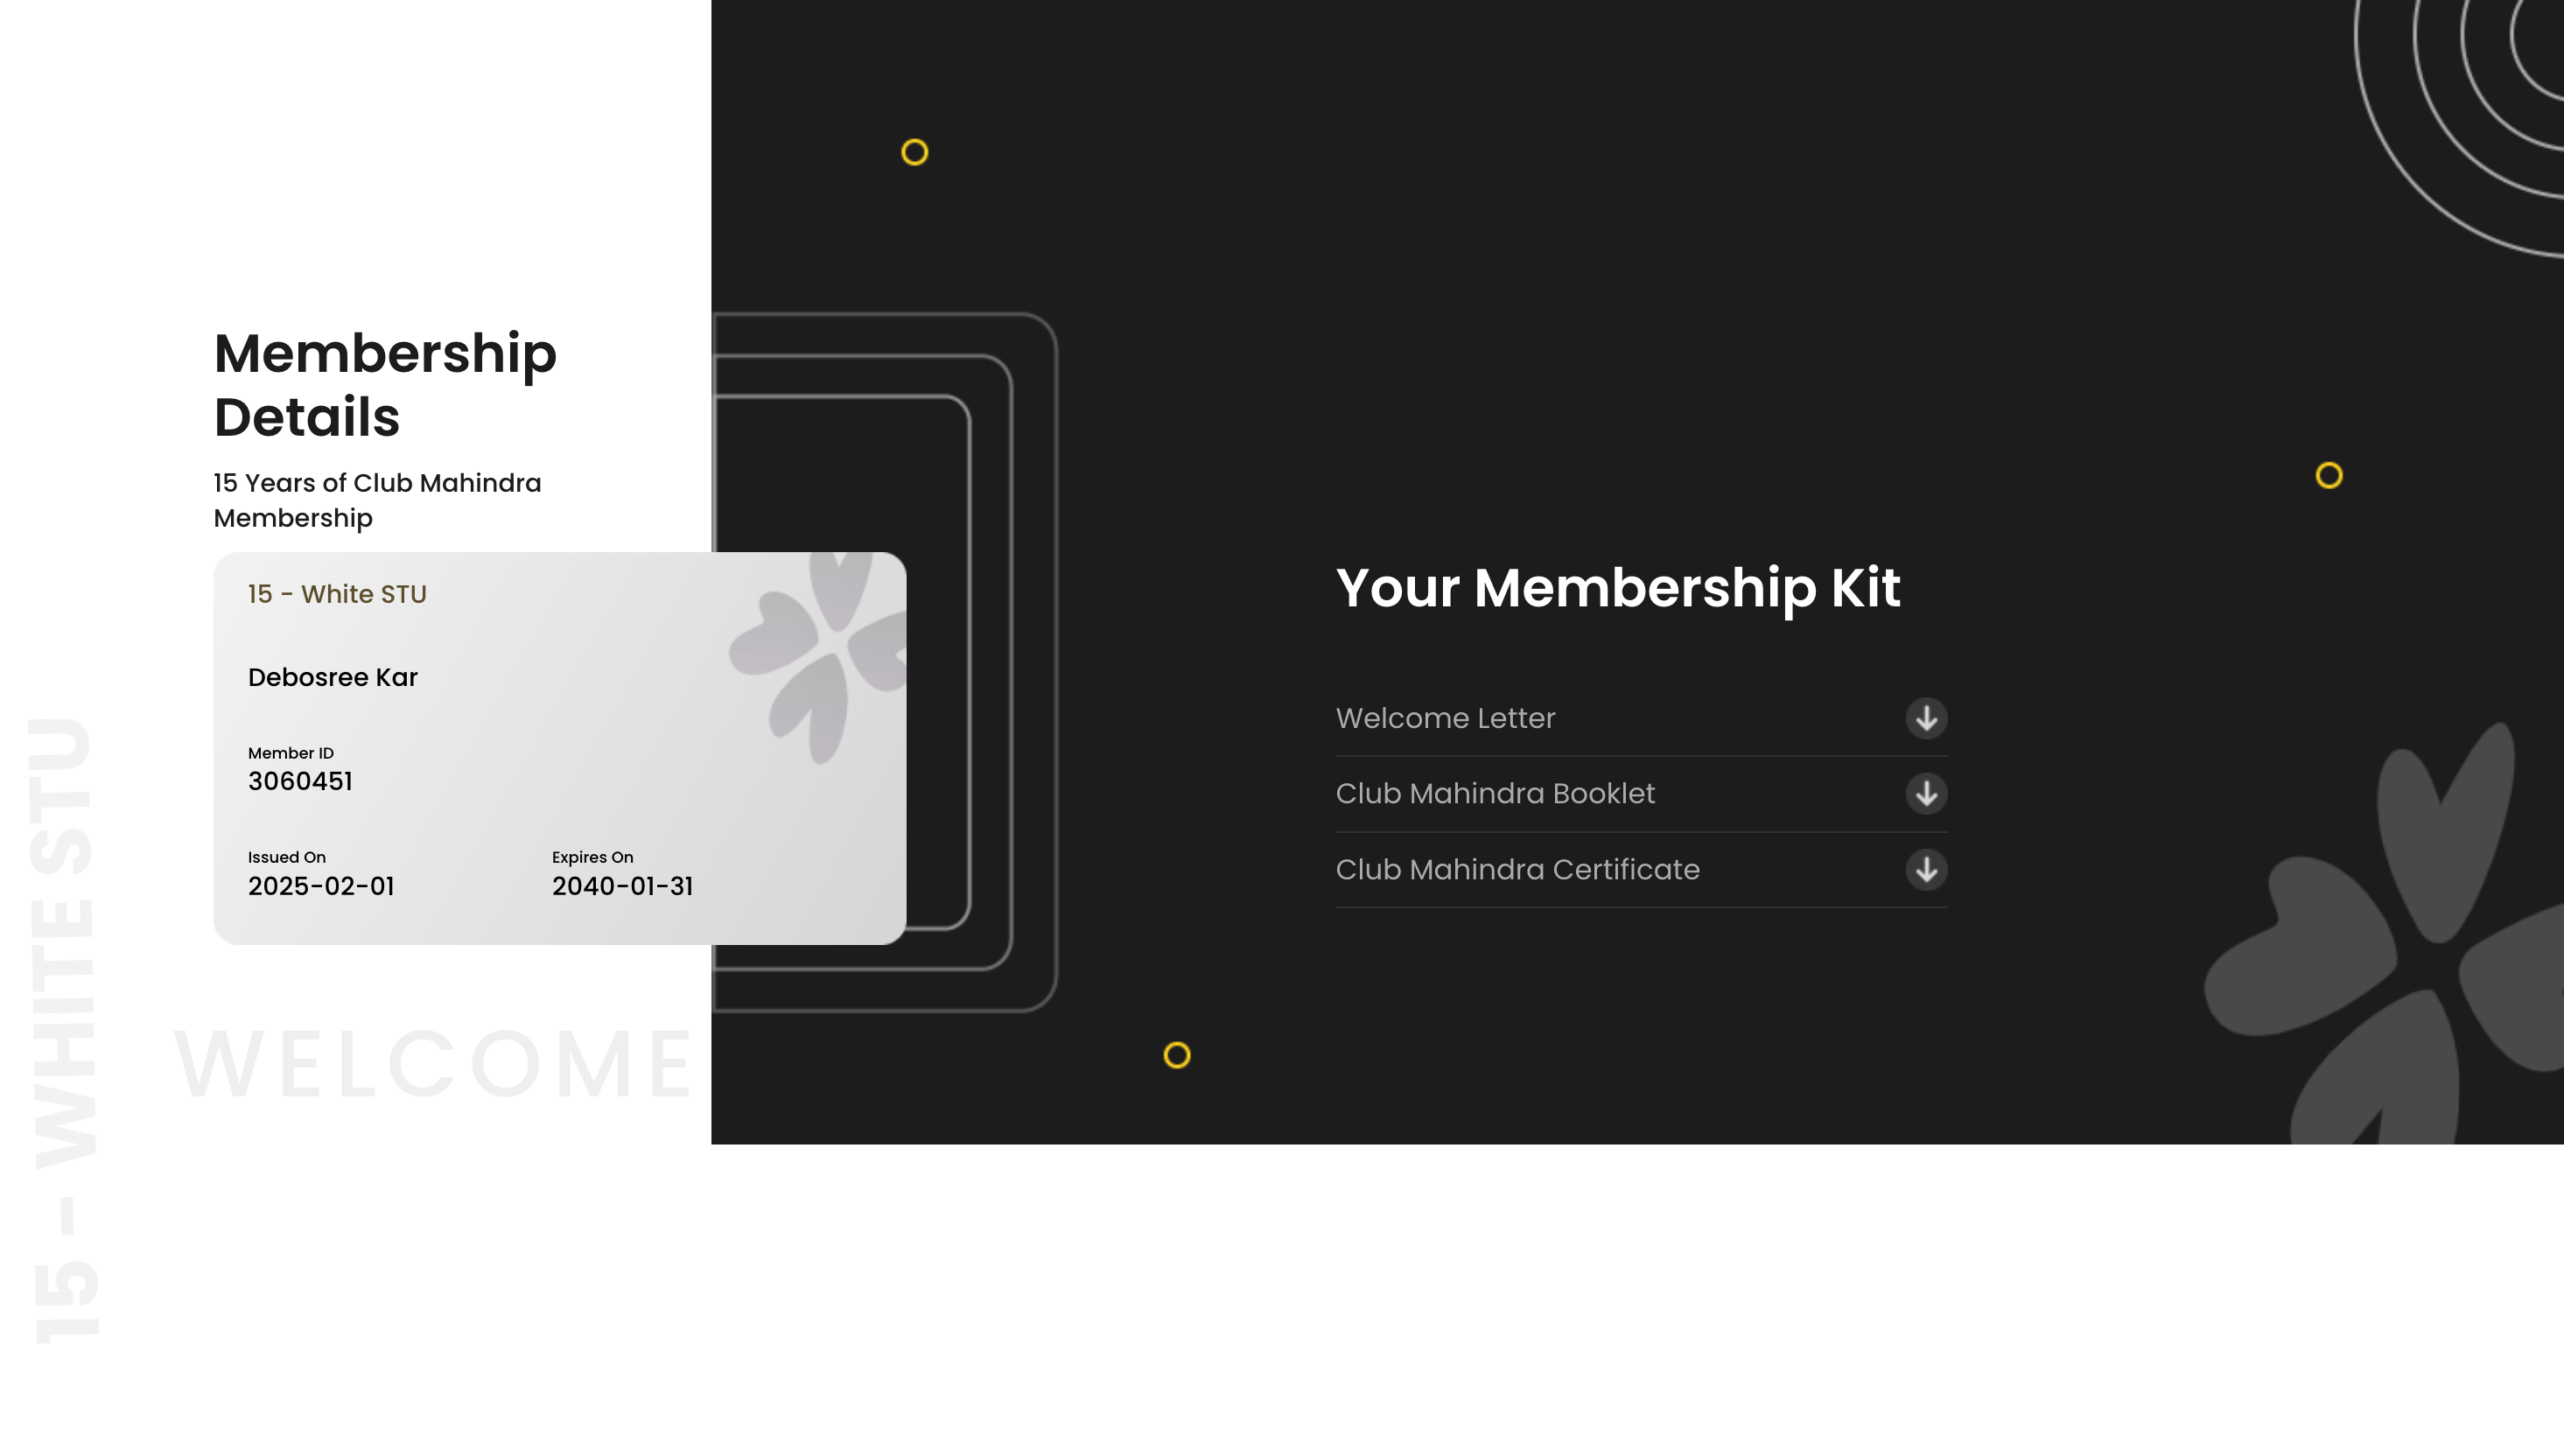 Membership
Details
15 Years of Club Mahindra
Membership
15 - White STU
Debosree Kar
Member ID
3060451
Issued On
2025-02-01
Expires On
2040-01-31
WELCOME
15 - WHITE STU
Your Membership Kit
Welcome Letter
Club Mahindra Booklet
Club Mahindra Certificate